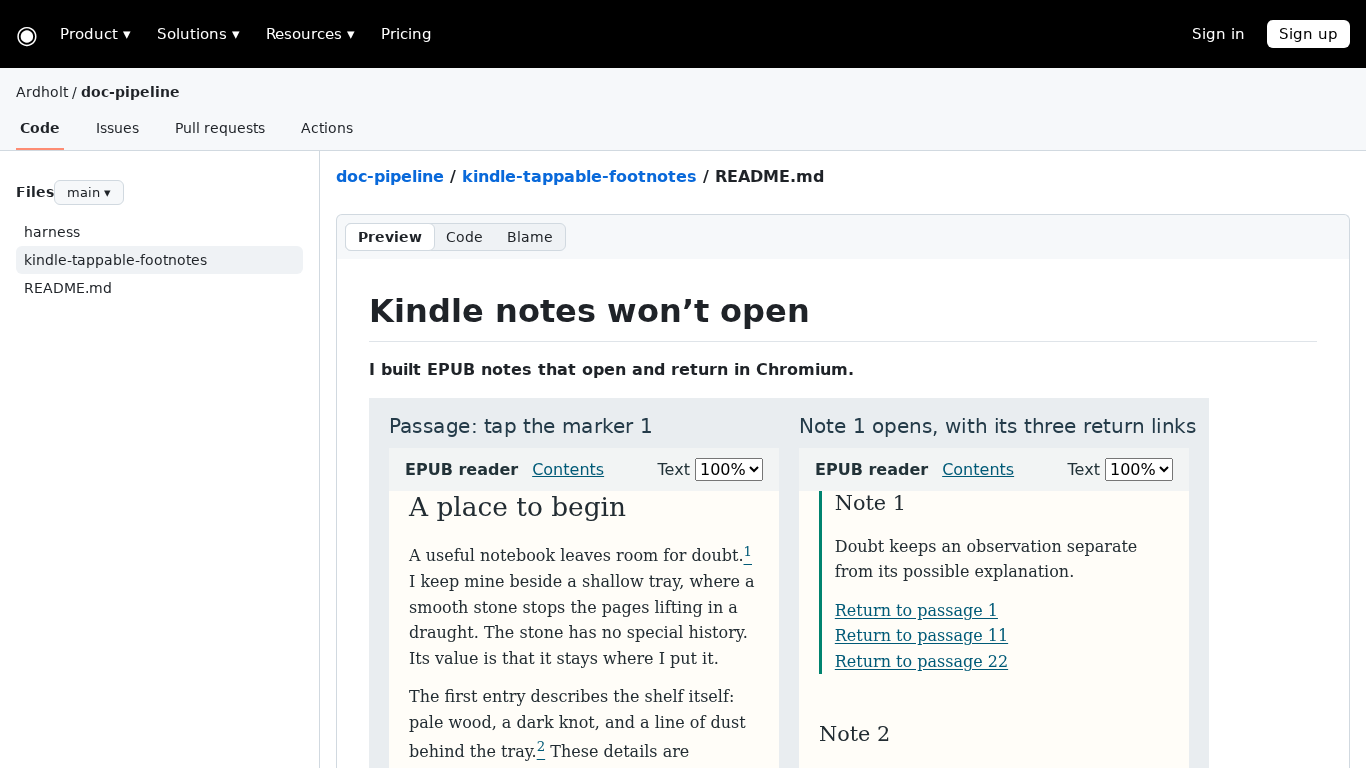 Product ▾ Solutions ▾ Resources ▾ Pricing Sign in Sign up
Ardholt / doc-pipeline
Code Issues Pull requests Actions
Files main ▾
harness
kindle-tappable-footnotes
README.md
doc-pipeline / kindle-tappable-footnotes / README.md
Preview Code Blame
Kindle notes won’t open
I built EPUB notes that open and return in Chromium.
Passage: tap the marker 1
EPUB reader Contents Text 100%
A place to begin
A useful notebook leaves room for doubt.1
I keep mine beside a shallow tray, where a
smooth stone stops the pages lifting in a
draught. The stone has no special history.
Its value is that it stays where I put it.
The first entry describes the shelf itself:
pale wood, a dark knot, and a line of dust
behind the tray.2 These details are
Note 1 opens, with its three return links
EPUB reader Contents Text 100%
Note 1
Doubt keeps an observation separate
from its possible explanation.
Return to passage 1
Return to passage 11
Return to passage 22
Note 2